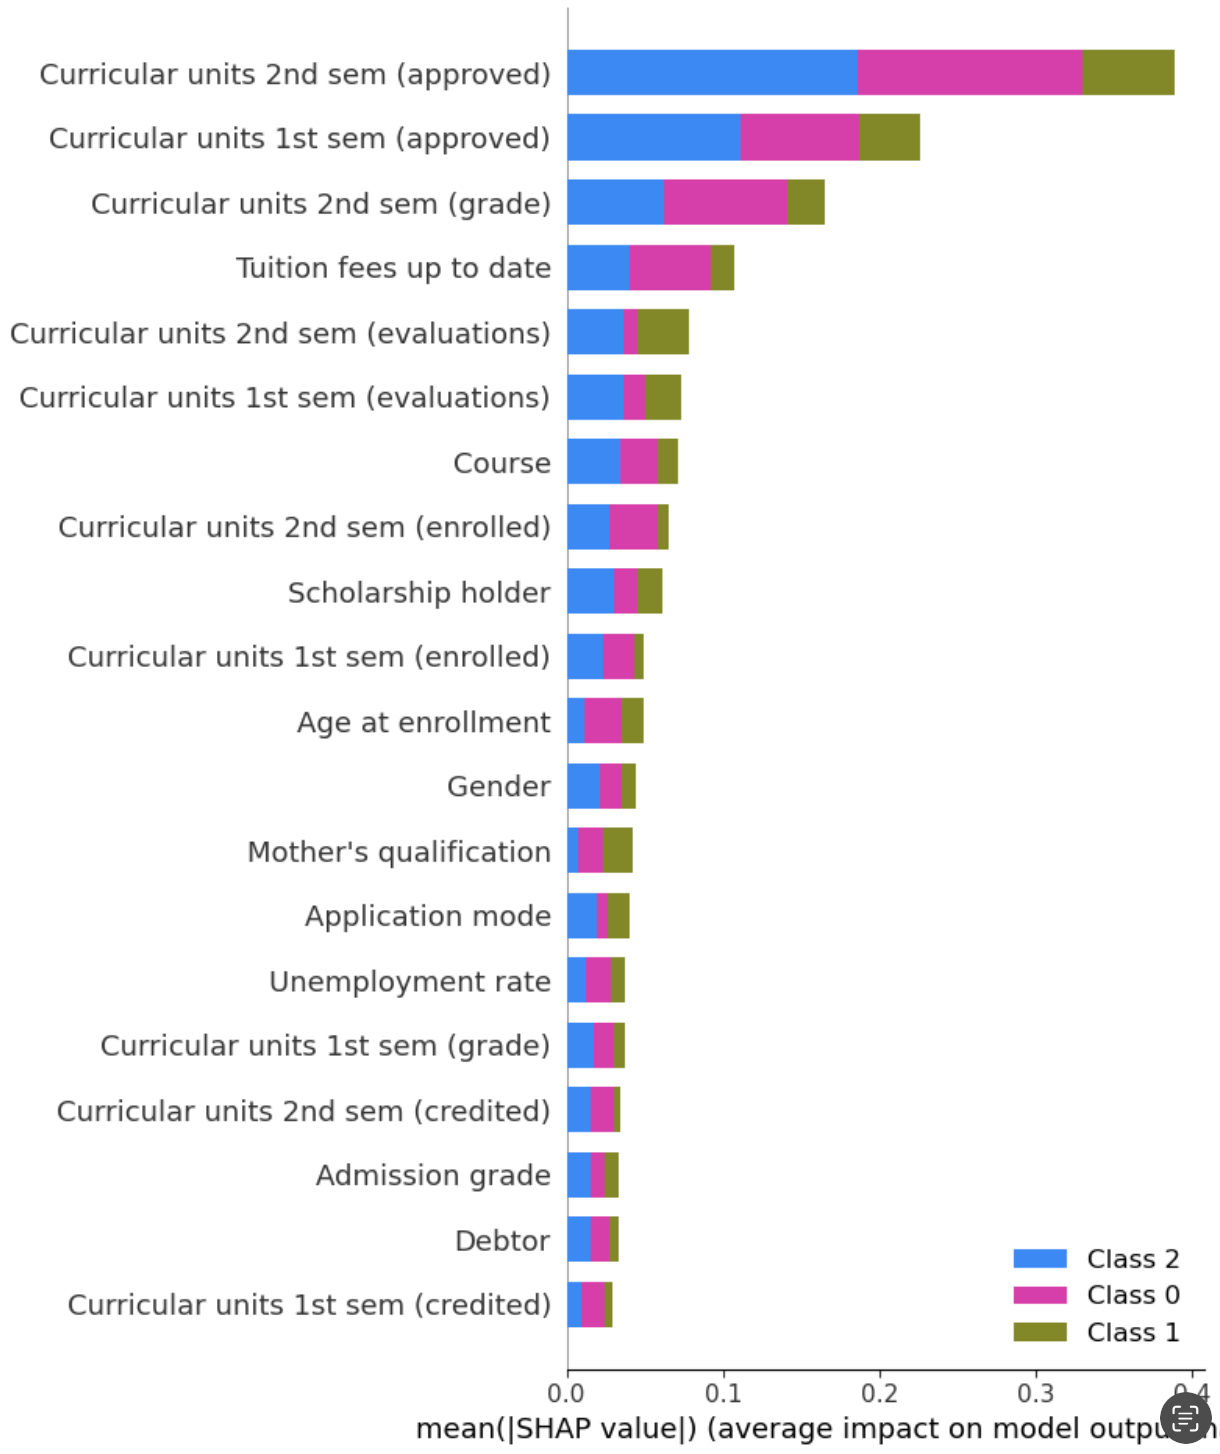 Curricular units 2nd sem (approved)
Curricular units 1st sem (approved)
Curricular units 2nd sem (grade)
Tuition fees up to date
Curricular units 2nd sem (evaluations)
Curricular units 1st sem (evaluations)
Course
Curricular units 2nd sem (enrolled)
Scholarship holder
Curricular units 1st sem (enrolled)
Age at enrollment
Gender
Mother's qualification
Application mode
Unemployment rate
Curricular units 1st sem (grade)
Curricular units 2nd sem (credited)
Admission grade
Debtor
Curricular units 1st sem (credited)
Class 2
Class 0
Class 1
0.0 0.1 0.2 0.3 0.4
mean(|SHAP value|) (average impact on model